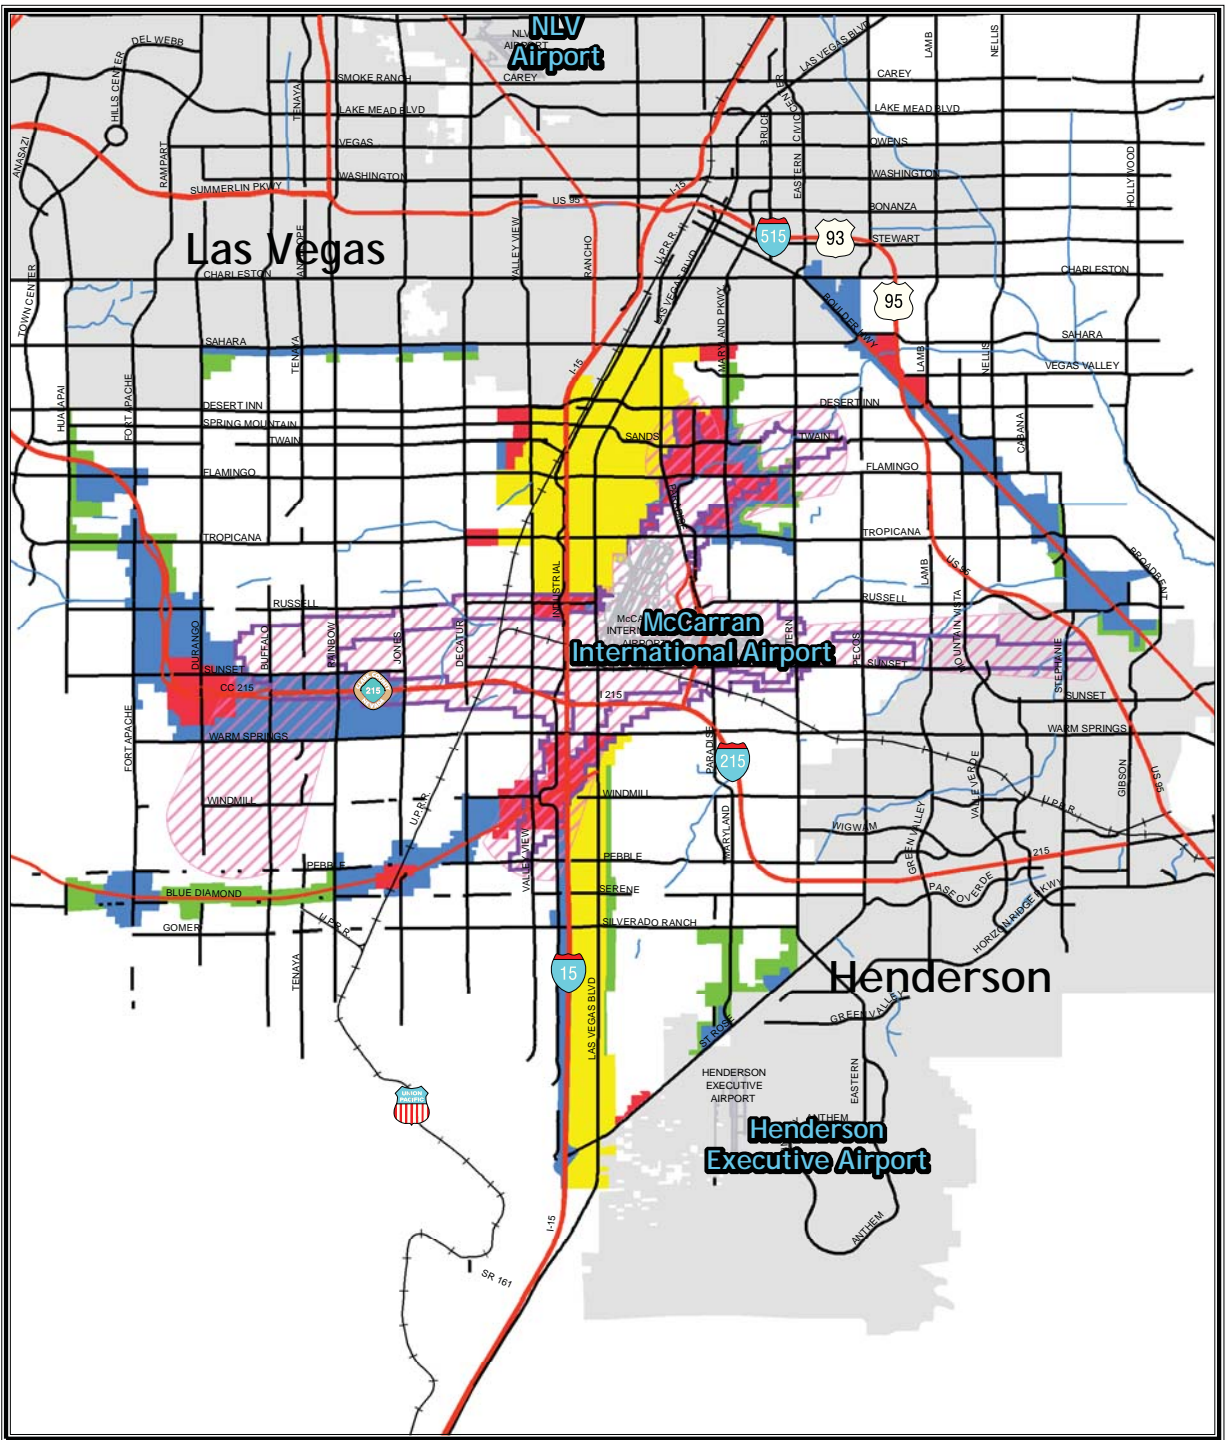 NLV
Airport
NLV
AIRPORT
DEL WEBB
HILLS CENTER
LAS VEGAS BLVD
LAMB
NELLIS
SMOKE RANCH
CAREY
CAREY
TENAYA
LAKE MEAD BLVD
LAKE MEAD BLVD
CIVIC CENTER
BRUCE
VEGAS
OWENS
ANASAZI
RAMPART
WASHINGTON
WASHINGTON
EASTERN
HOLLYWOOD
SUMMERLIN PKWY
I-15
US 95
BONANZA
515
93
STEWART
Las Vegas
VALLEY VIEW
RANCHO
U.P.R.R.
LAS VEGAS BLVD
CHARLESTON
CHARLESTON
TOWN CENTER
MARYLAND PKWY
BOULDER HWY
95
SAHARA
SAHARA
TENAYA
I-15
LAMB
NELLIS
VEGAS VALLEY
HUALAPAI
FORT APACHE
DESERT INN
DESERT INN
SPRING MOUNTAIN
TWAIN
SANDS
TWAIN
CABANA
FLAMINGO
FLAMINGO
PARADISE
TROPICANA
TROPICANA
INDUSTRIAL
US 95
LAMB
BROADBENT
RUSSELL
RUSSELL
MOUNTAIN VISTA
McCarran
International Airport
DURANGO
BUFFALO
RAINBOW
JONES
DECATUR
PECOS
STEPHANIE
SUNSET
SUNSET
CC 215
215
I 215
SUNSET
FORT APACHE
WARM SPRINGS
PARADISE
WARM SPRINGS
215
VALLE VERDE
GIBSON
US 95
WINDMILL
U.P.R.R.
WINDMILL
U.P.R.R.
MARYLAND
WIGWAM
GREEN VALLEY
PEBBLE
VALLEY VIEW
PEBBLE
215
BLUE DIAMOND
SERENE
PASEO VERDE
HORIZON RIDGE PKWY
GOMER
U.P.R.R.
SILVERADO RANCH
TENAYA
15
Henderson
LAS VEGAS BLVD
GREEN VALLEY
ST ROSE
HENDERSON
EXECUTIVE
AIRPORT
EASTERN
UNION
PACIFIC
ANTHEM
Henderson
Executive Airport
I-15
ANTHEM
SR 161